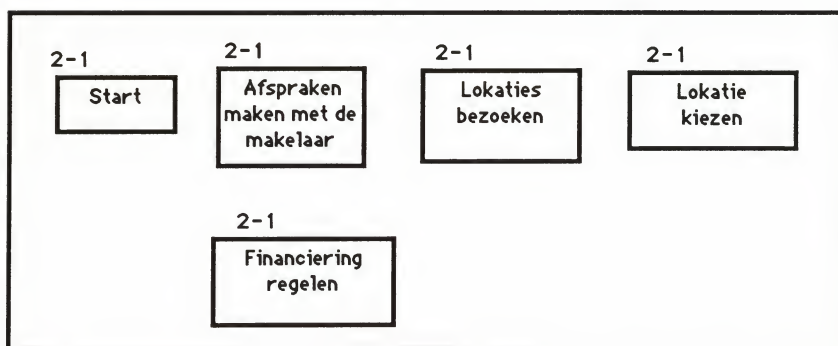 2-1
Start
2-1
Afspraken
maken met de
makelaar
2-1
Lokaties
bezoeken
2-1
Lokatie
kiezen
2-1
Financiering
regelen